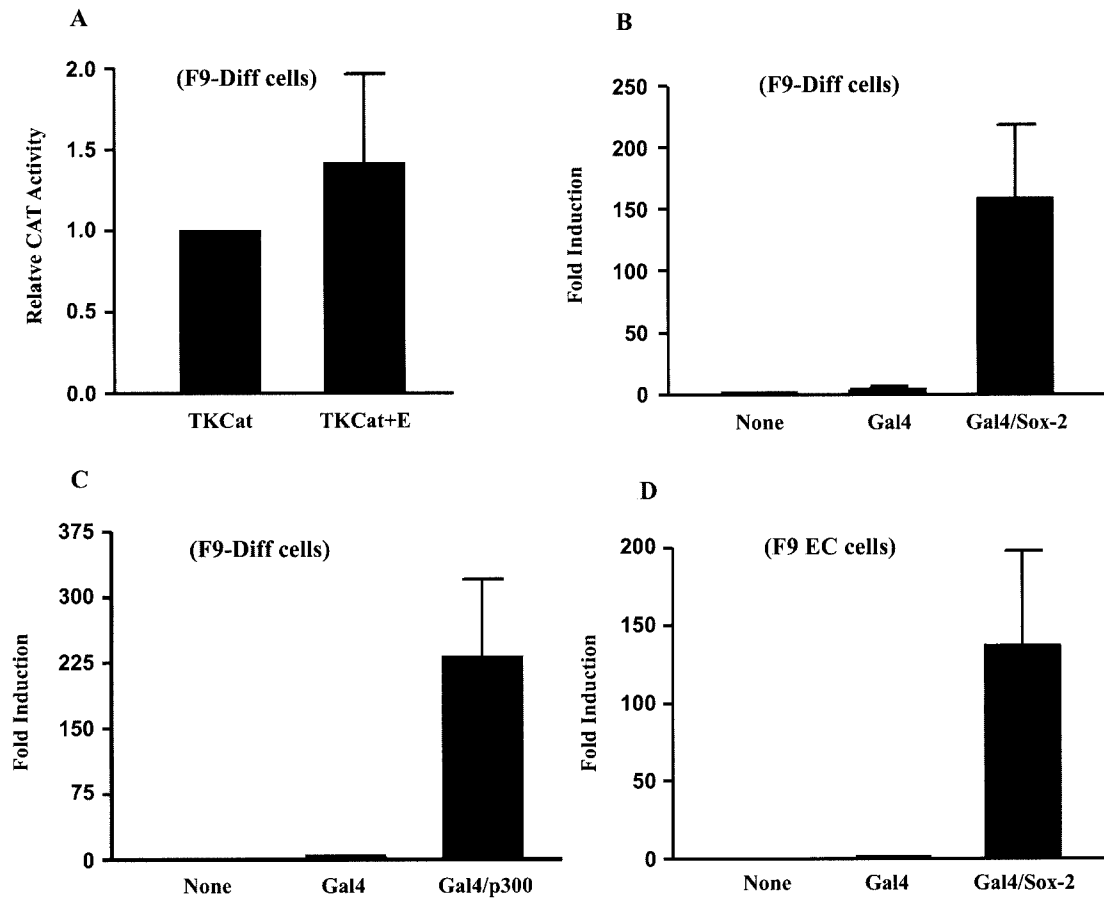 A
(F9-Diff cells)
Relatve CAT Activity
2.0
1.5
1.0
0.5
0.0
TKCat TKCat+E
B
(F9-Diff cells)
Fold Induction
250
200
150
100
50
0
None Gal4 Gal4/Sox-2
C
(F9-Diff cells)
Fold Induction
375
300
225
150
75
0
None Gal4 Gal4/p300
D
(F9 EC cells)
Fold Induction
200
150
100
50
0
None Gal4 Gal4/Sox-2